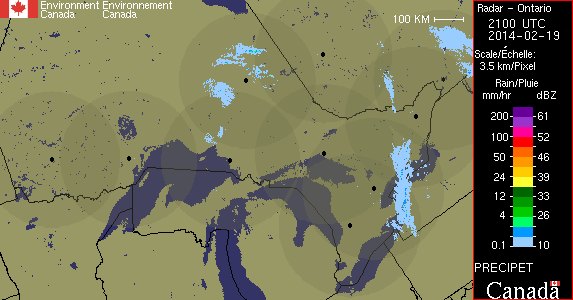 Environment Environnement
Canada Canada
100 KM
Radar - Ontario
2100 UTC
2014-02-19
Scale/Échelle:
3.5 km/Pixel
Rain/Pluie
mm/hr dBZ
200 61
52
100 56
50 46
24 39
12 33
4 26
0.1 10
PRECIPET
Canada